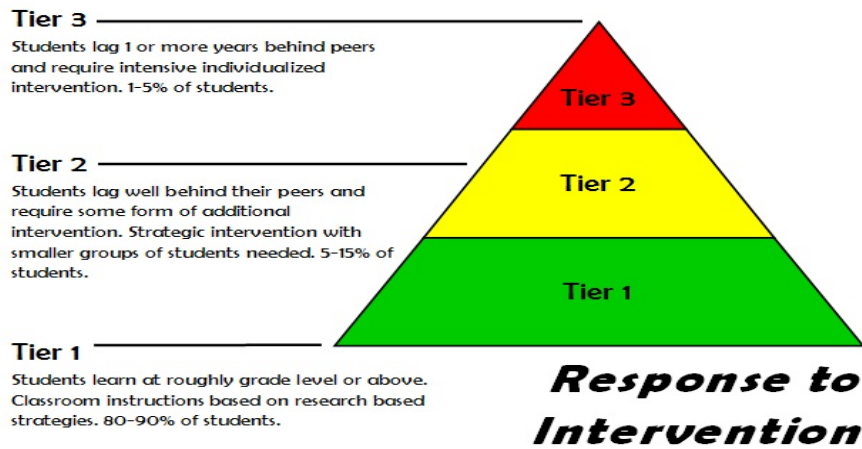 Tier 3
Students lag 1 or more years behind peers
and require intensive individualized
intervention. 1-5% of students.
Tier 3
Tier 2
Students lag well behind their peers and
require some form of additional
intervention. Strategic intervention with
smaller groups of students needed. 5-15% of
students.
Tier 2
Tier 1
Tier 1
Students learn at roughly grade level or above.
Classroom instructions based on research based
strategies. 80-90% of students.
Response to
Intervention